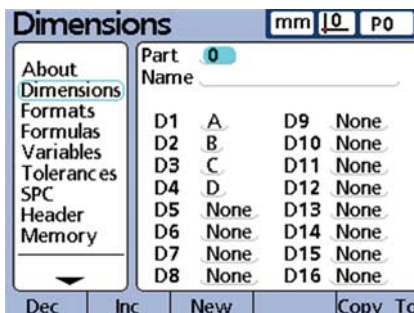 Dimensions mm 0 P0
About
Dimensions
Formats
Formulas
Variables
Tolerances
SPC
Header
Memory
Part 0
Name
D1 A D9 None
D2 B D10 None
D3 C D11 None
D4 D D12 None
D5 None D13 None
D6 None D14 None
D7 None D15 None
D8 None D16 None
Dec Inc New Copy To